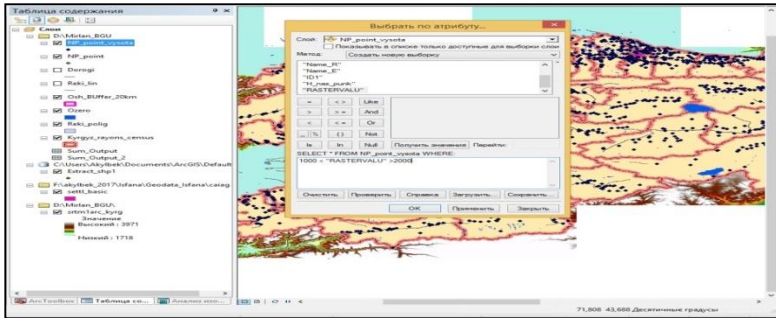 Таблица содержания
Слои
D:\Mirlan_BGU
NP_point_vysota
NP_point
Dorogi
Reki_lin
Osh_BUffer_20km
Ozero
Reki_polig
Kyrgyz_rayons_census
Sum_Output
Sum_Output_2
C:\Users\Akylbek\Documents\ArcGIS\Default
Extract_shp1
F:\akylbek_2017\Isfana\Geodata_Isfana\caiag
settl_basic
D:\Mirlan_BGU\
srtm1arc_kyrg
Значение
Высокий : 3971
Низкий : 1718
ArcToolbox Таблица со...
Выбрать по атрибуту...
Слой: NP_point_vysota
Показывать в списке только доступные для выборки слои
Метод: Создать новую выборку
"Name_R"
"Name_E"
"ID1"
"H_nas_punk"
"RASTERVALU"
= < > Like
> > = And
< < = Or
_ % ( ) Not
Is In Null Получить значения Перейти:
SELECT * FROM NP_point_vysota WHERE:
1000 < "RASTERVALU" >2000
Очистить Проверить Справка Загрузить... Сохранить...
OK Применить Закрыть
71,808 43,666 Десятичные градусы